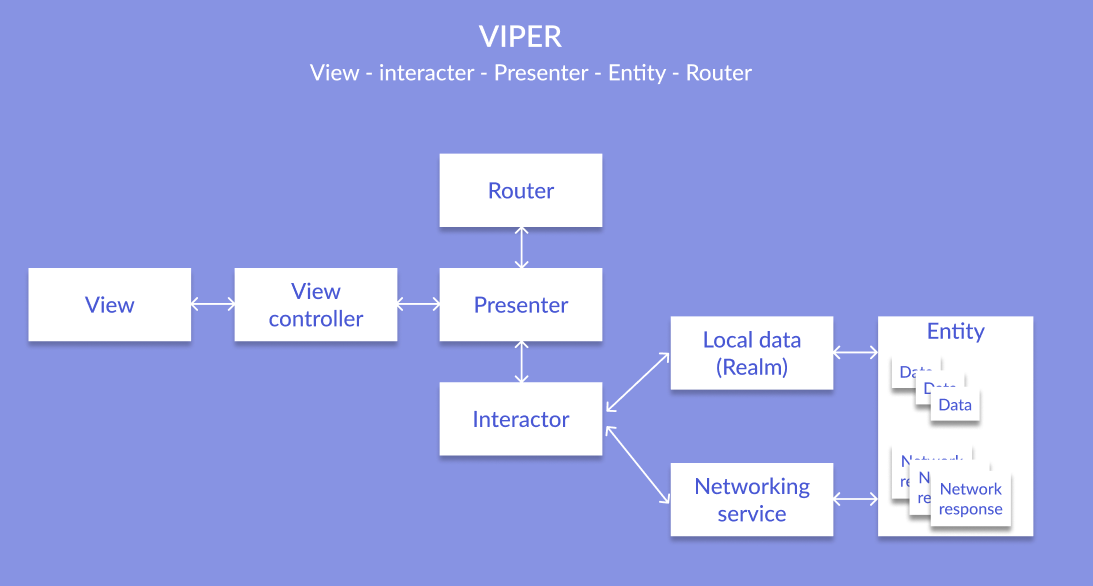 VIPER
View - interacter - Presenter - Entity - Router
Router
View
View
controller
Presenter
Interactor
Local data
(Realm)
Networking
service
Entity
Data
Data
Data
Network
re
N
re
Network
response